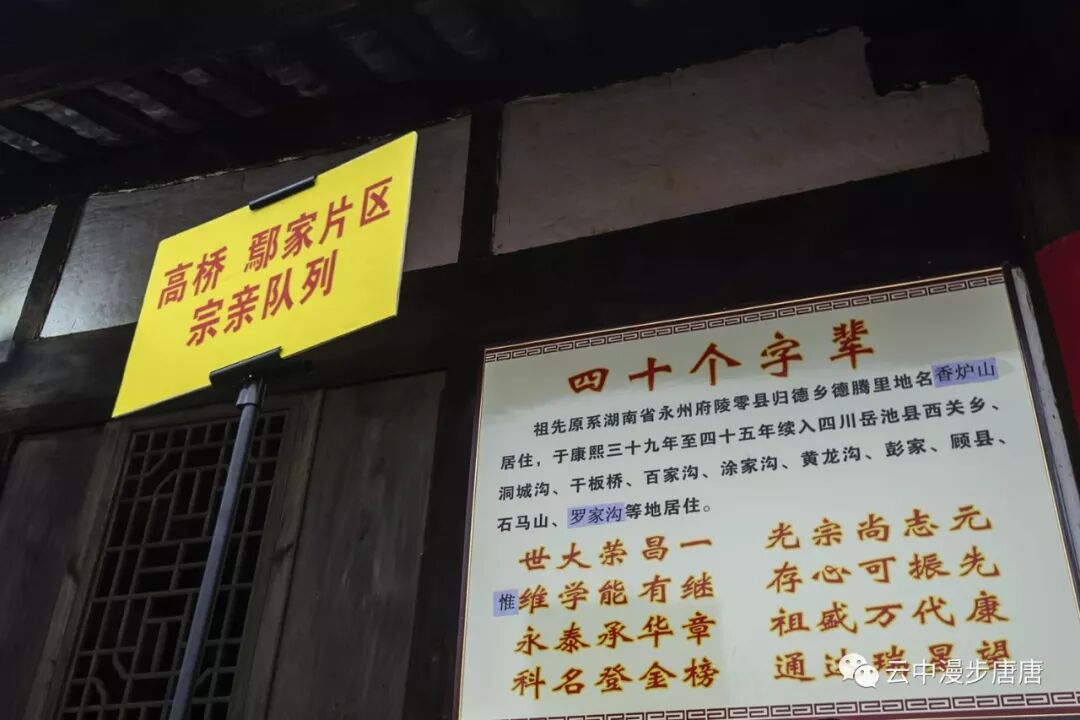 高桥 鄢家片区
宗亲队列
四十个字辈
祖先原系湖南省永州府陵零县归德乡德腾里地名香炉山
居住，于康熙三十九年至四十五年续入四川岳池县西关乡、
洞城沟、干板桥、百家沟、涂家沟、黄龙沟、彭家、顾县、
石马山、罗家沟等地居住。
世大荣昌一
惟维学能有继
永泰承华章
科名登金榜
光宗尚志元
存心可振先
祖盛万代康
通达瑞景望
云中漫步唐唐